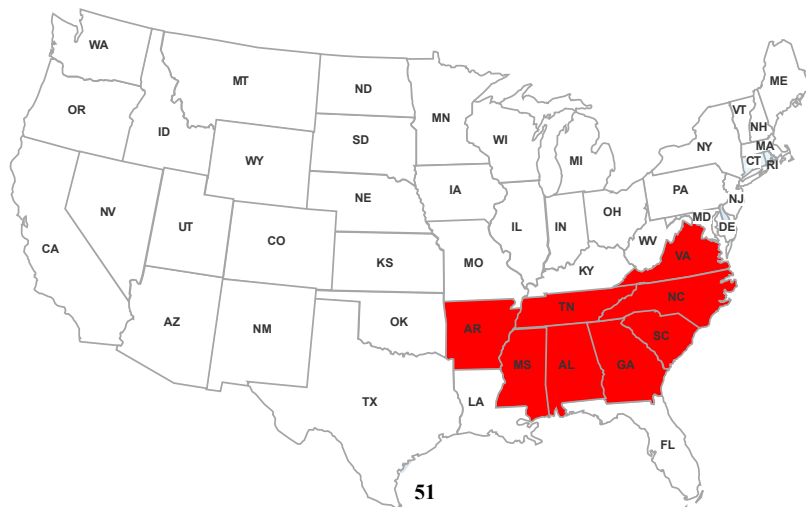 WA
MT
ND
MN
ME
VT
NH
OR
ID
SD
WI
MI
NY
MA
CT
RI
WY
IA
NE
PA
NJ
OH
IN
IL
MD
DE
NV
UT
CO
CA
KS
MO
WV
VA
KY
AZ
NM
OK
AR
TN
NC
SC
MS
AL
GA
TX
LA
FL
51